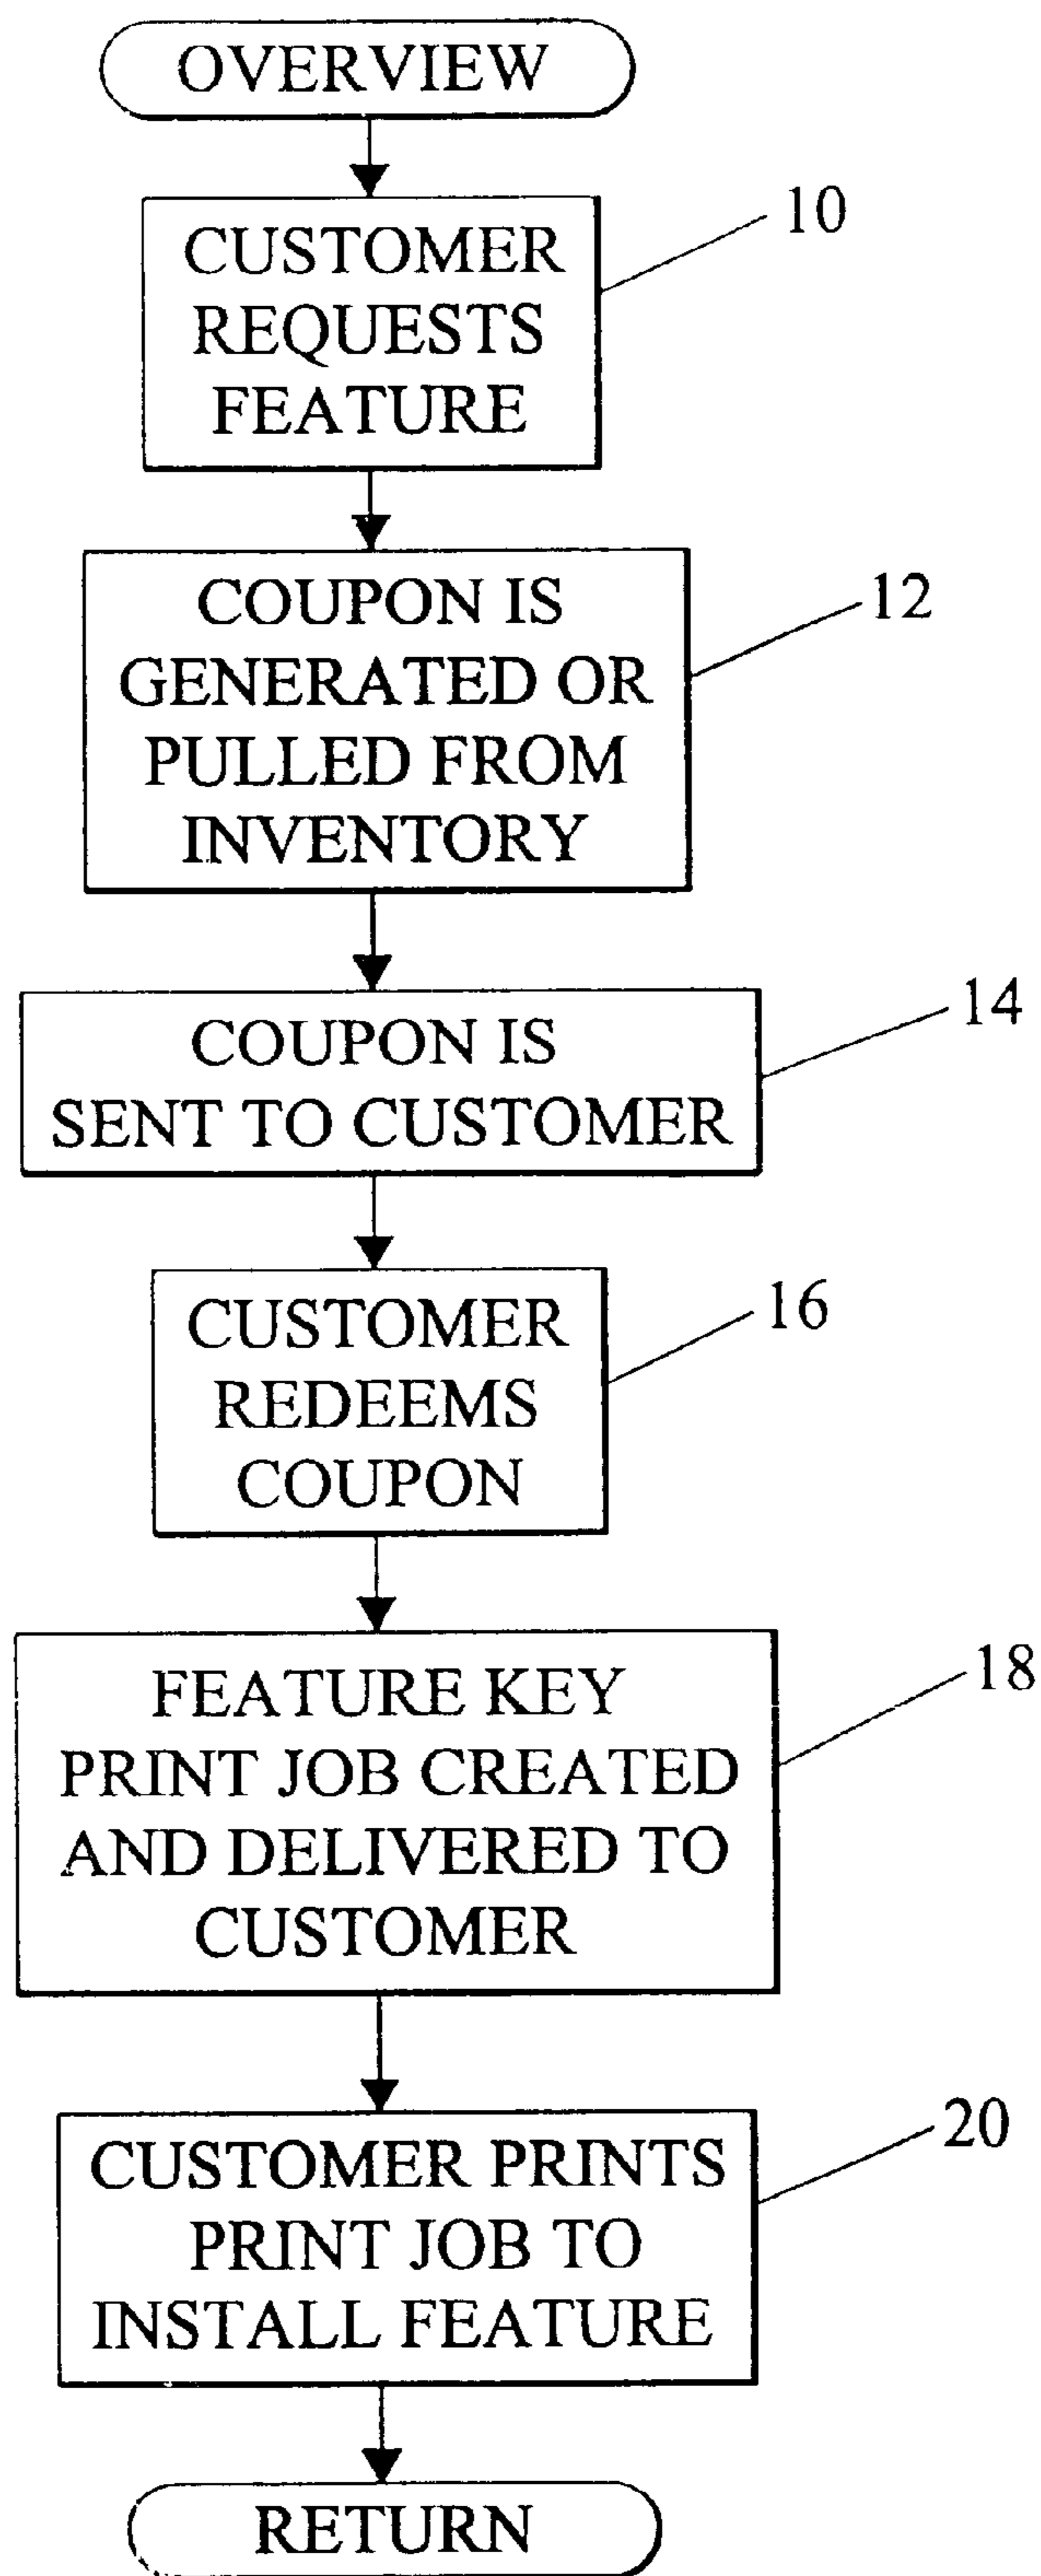 OVERVIEW
10
CUSTOMER
REQUESTS
FEATURE
12
COUPON IS
GENERATED OR
PULLED FROM
INVENTORY
14
COUPON IS
SENT TO CUSTOMER
16
CUSTOMER
REDEEMS
COUPON
18
FEATURE KEY
PRINT JOB CREATED
AND DELIVERED TO
CUSTOMER
20
CUSTOMER PRINTS
PRINT JOB TO
INSTALL FEATURE
RETURN